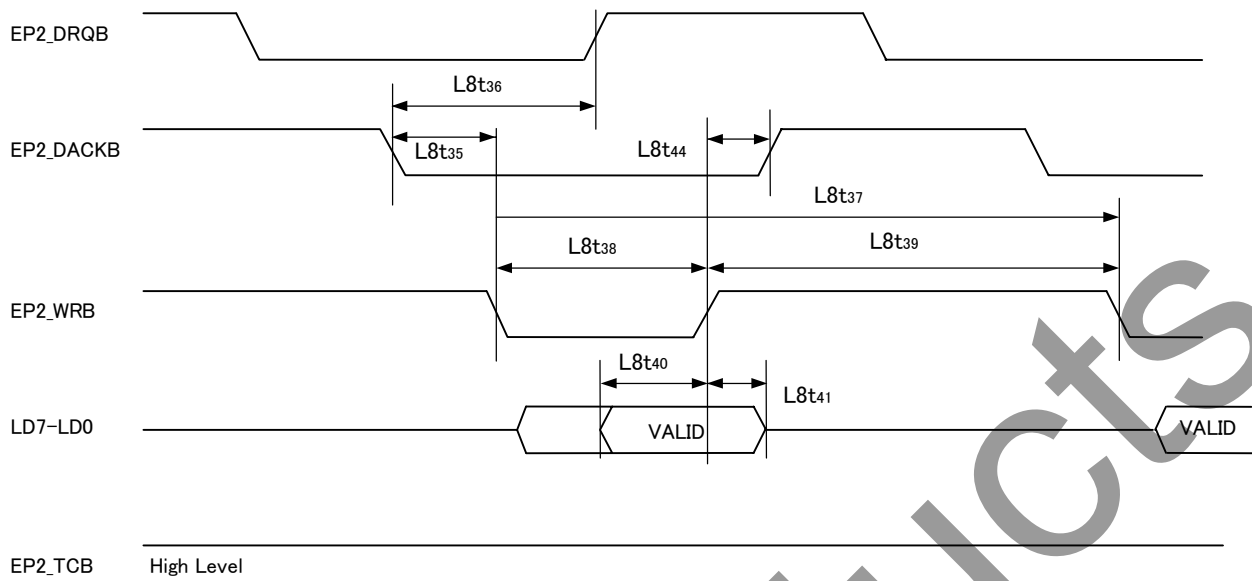 EP2_DRQB
L8t36
EP2_DACKB
L8t35
L8t44
L8t37
L8t38
L8t39
EP2_WRB
L8t40
L8t41
LD7-LD0
VALID
VALID
EP2_TCB
High Level